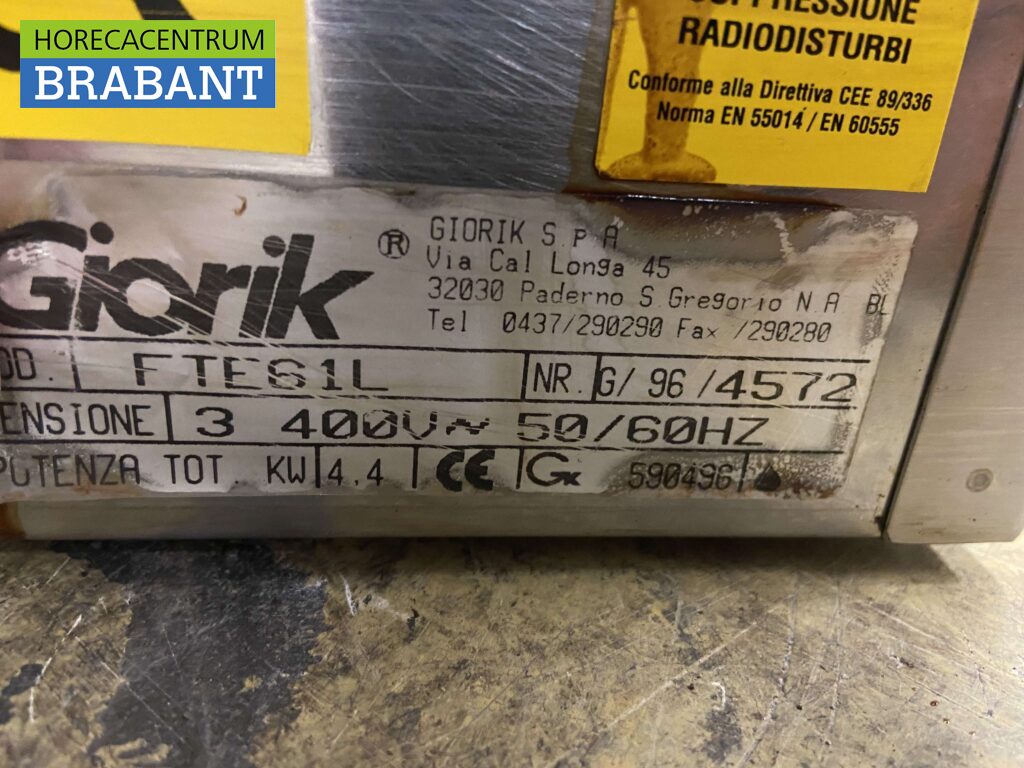 HORECACENTRUM
BRABANT
RADIODISTURBI
Conforme alla Direttiva CEE 89/336
Norma EN 55014/EN 60555
Giorik ®
GIORIK S.P.A
Via Cal Longa 45
32030 Paderno S.Gregorio N.A BL
Tel 0437/290290 Fax /290280
OD. FTE61L NR. G/96/4572
ENSIONE 3 400V~ 50/60HZ
POTENZA TOT. KW 4.4 CE 590496